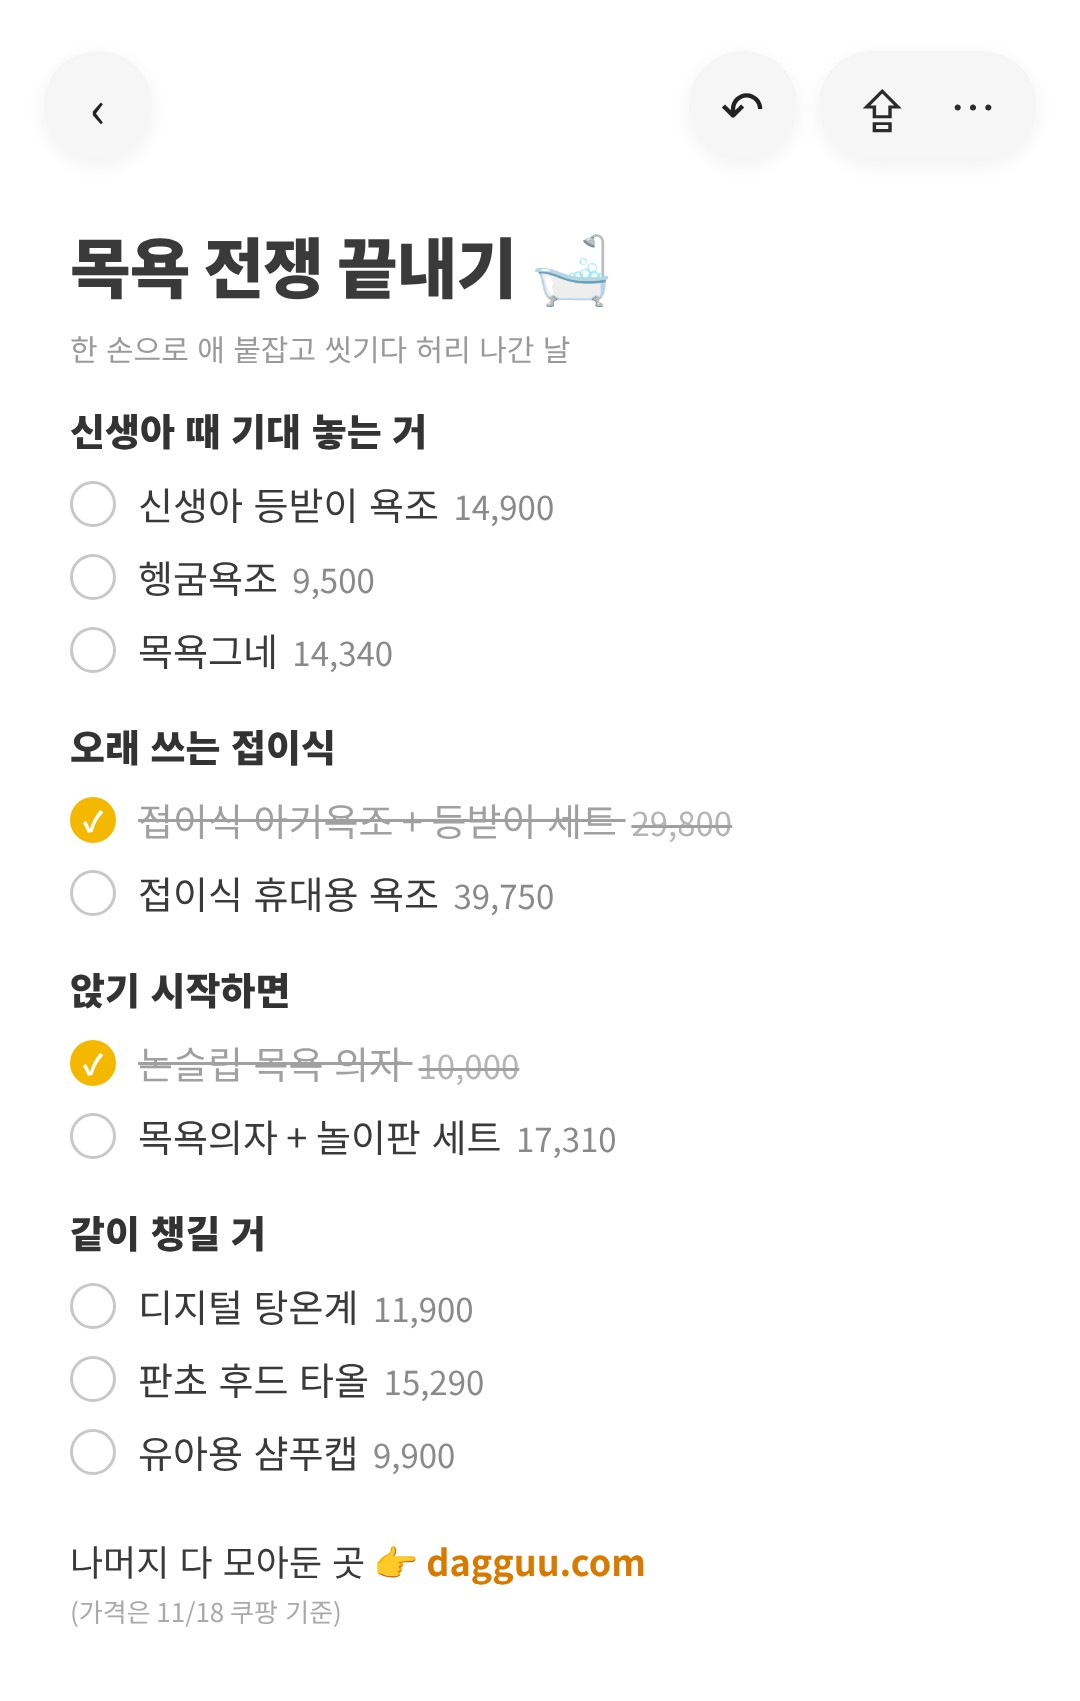 목욕 전쟁 끝내기 🛁
한 손으로 애 붙잡고 씻기다 허리 나간 날
신생아 때 기대 놓는 거
신생아 등받이 욕조 14,900
헹굼욕조 9,500
목욕그네 14,340
오래 쓰는 접이식
접이식 아기욕조 + 등받이 세트 29,800
접이식 휴대용 욕조 39,750
앉기 시작하면
논슬립 목욕 의자 10,000
목욕의자 + 놀이판 세트 17,310
같이 챙길 거
디지털 탕온계 11,900
판초 후드 타올 15,290
유아용 샴푸캡 9,900
나머지 다 모아둔 곳 👉 dagguu.com
(가격은 11/18 쿠팡 기준)